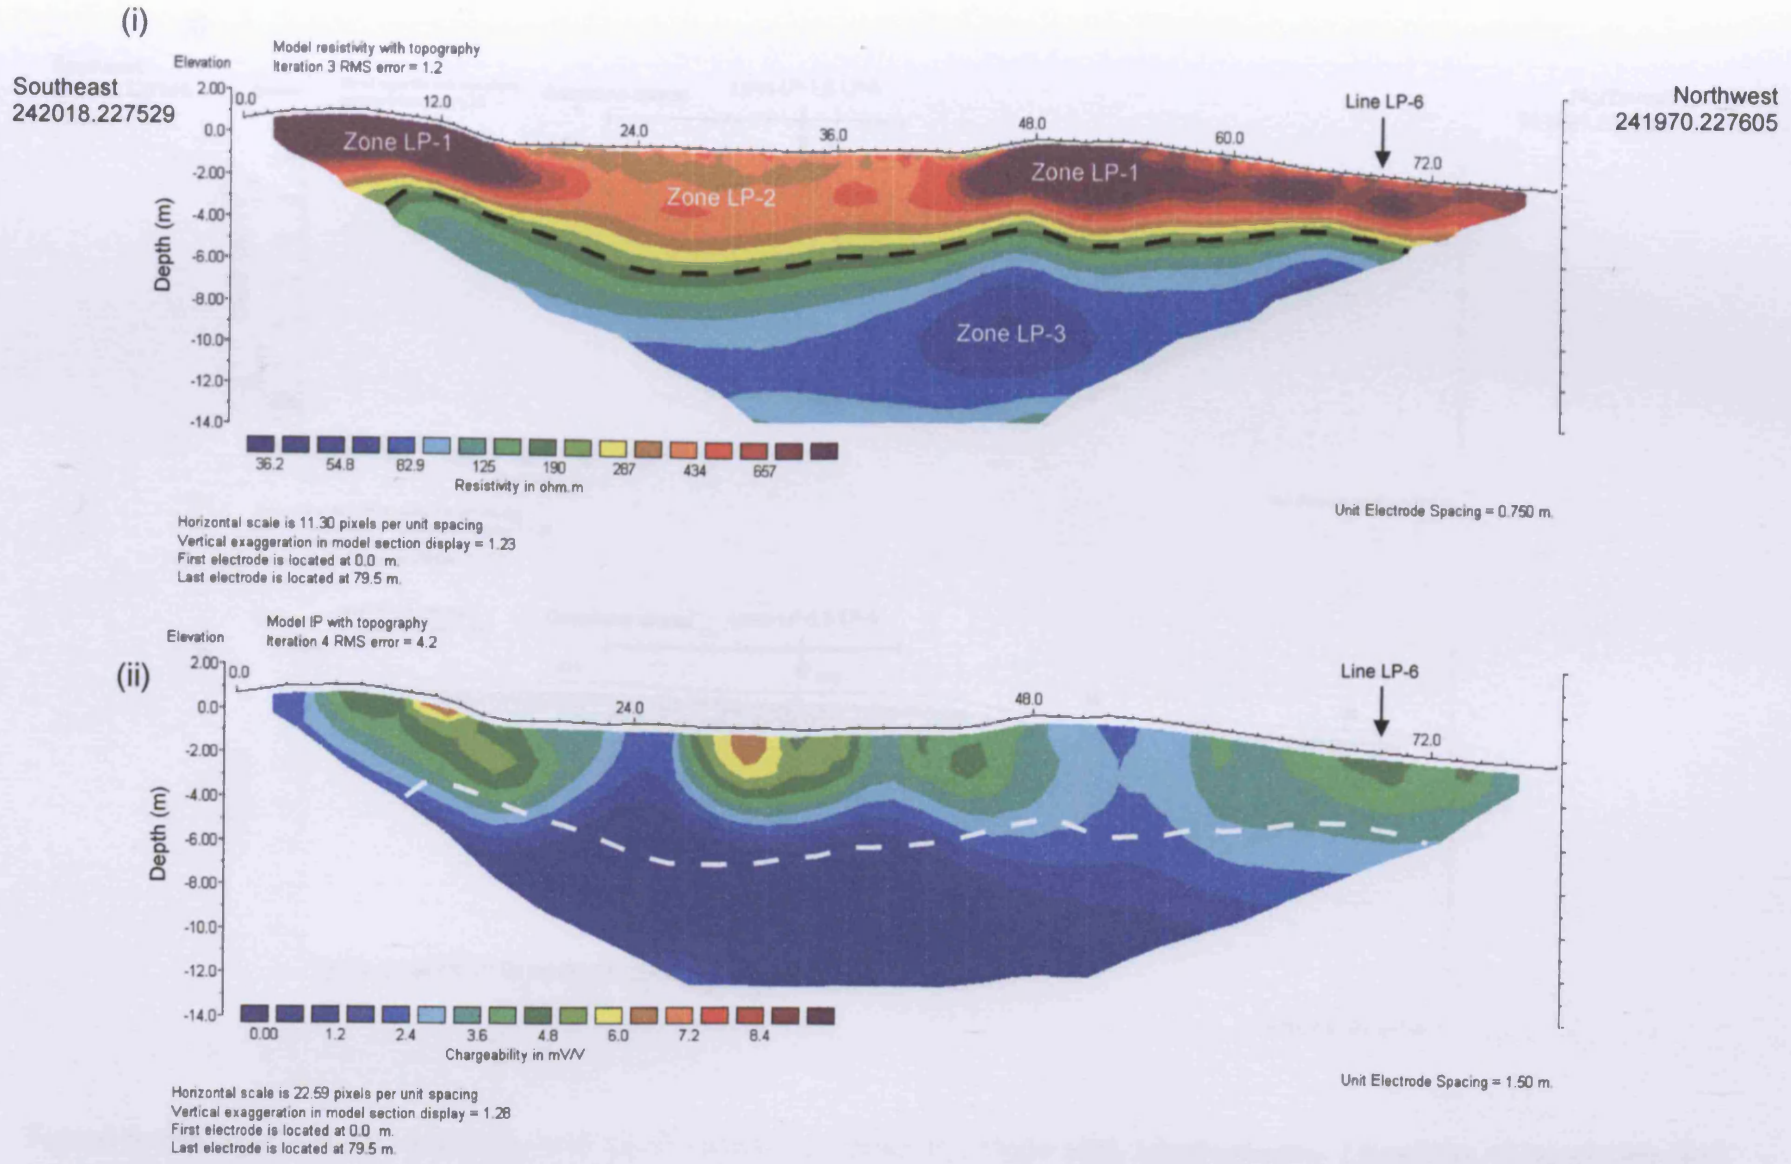 (i)
Model resistivity with topography
Iteration 3 RMS error = 1.2
Elevation
Southeast
242018.227529
Northwest
241970.227605
Line LP-6
2.00
0.0
-2.00
-4.00
-6.00
-8.00
-10.0
-12.0
-14.0
Depth (m)
0.0 12.0 24.0 36.0 48.0 60.0 72.0
Zone LP-1
Zone LP-2
Zone LP-1
Zone LP-3
36.2 54.8 82.9 125 190 287 434 657
Resistivity in ohm.m
Unit Electrode Spacing = 0.750 m.
Horizontal scale is 11.30 pixels per unit spacing
Vertical exaggeration in model section display = 1.23
First electrode is located at 0.0 m.
Last electrode is located at 79.5 m.
(ii)
Model IP with topography
Iteration 4 RMS error = 4.2
Elevation
Line LP-6
2.00
0.0
-2.00
-4.00
-6.00
-8.00
-10.0
-12.0
-14.0
Depth (m)
0.0 24.0 48.0 72.0
0.00 1.2 2.4 3.6 4.8 6.0 7.2 8.4
Chargeability in mV/V
Unit Electrode Spacing = 1.50 m.
Horizontal scale is 22.59 pixels per unit spacing
Vertical exaggeration in model section display = 1.28
First electrode is located at 0.0 m.
Last electrode is located at 79.5 m.